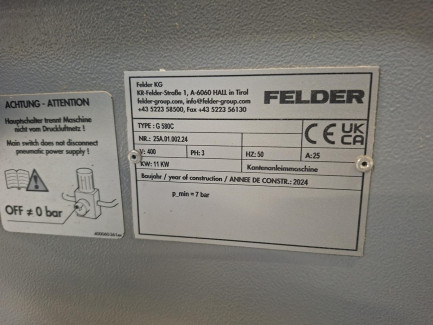 ACHTUNG - ATTENTION
Hauptschalter trennt Maschine
nicht vom Druckluftnetz !
Main switch does not disconnect
pneumatic power supply !
OFF ≠ 0 bar
Felder KG
KR-Felder-Straße 1, A-6060 HALL in Tirol
felder-group.com, info@felder-group.com
+43 5223 58500, Fax +43 5223 56130
FELDER
TYPE : G 580C
NR.: 25A.01.002.24
V: 400 PH: 3 HZ: 50 A: 25
KW: 11 KW Kantenanleimmaschine
Baujahr / year of construction / ANNEE DE CONSTR.: 2024
p_min = 7 bar
CE UK
CA